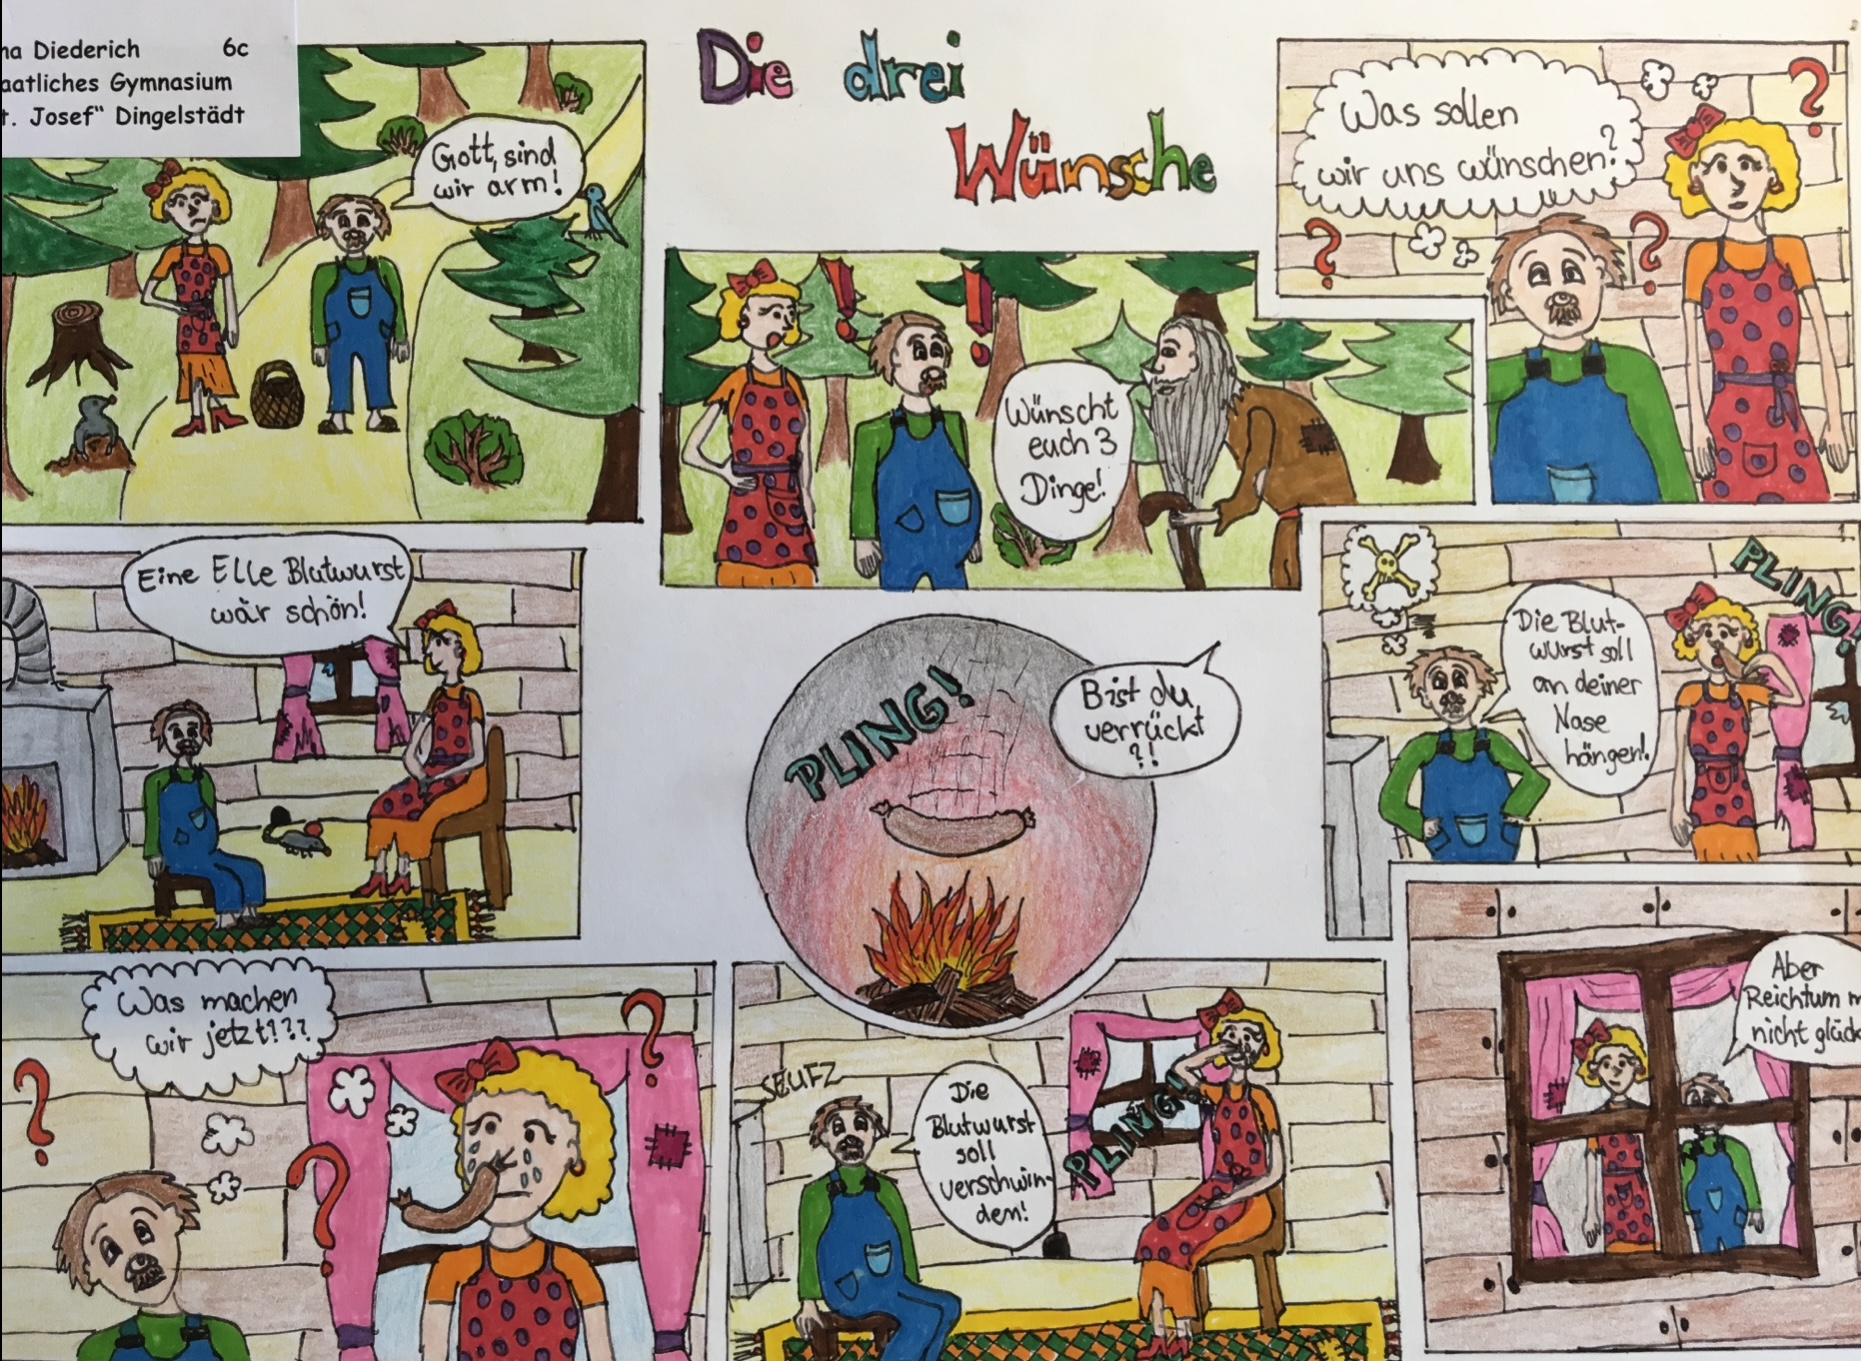 na Diederich 6c
aatliches Gymnasium
t. Josef" Dingelstädt
Die drei
Wünsche
Gott, sind
wir arm!
Wünscht
euch 3
Dinge!
Was sollen
wir uns wünschen?
Eine Elle Blutwurst
wär schön!
PLING!
Bist du
verrückt
?!
Die Blut-
wurst soll
an deiner
Nase
hängen!
PLING!
Was machen
wir jetzt!???
SEUFZ
Die
Blutwurst
soll
verschwin-
den!
PLING!
Aber
Reichtum m
nicht glück